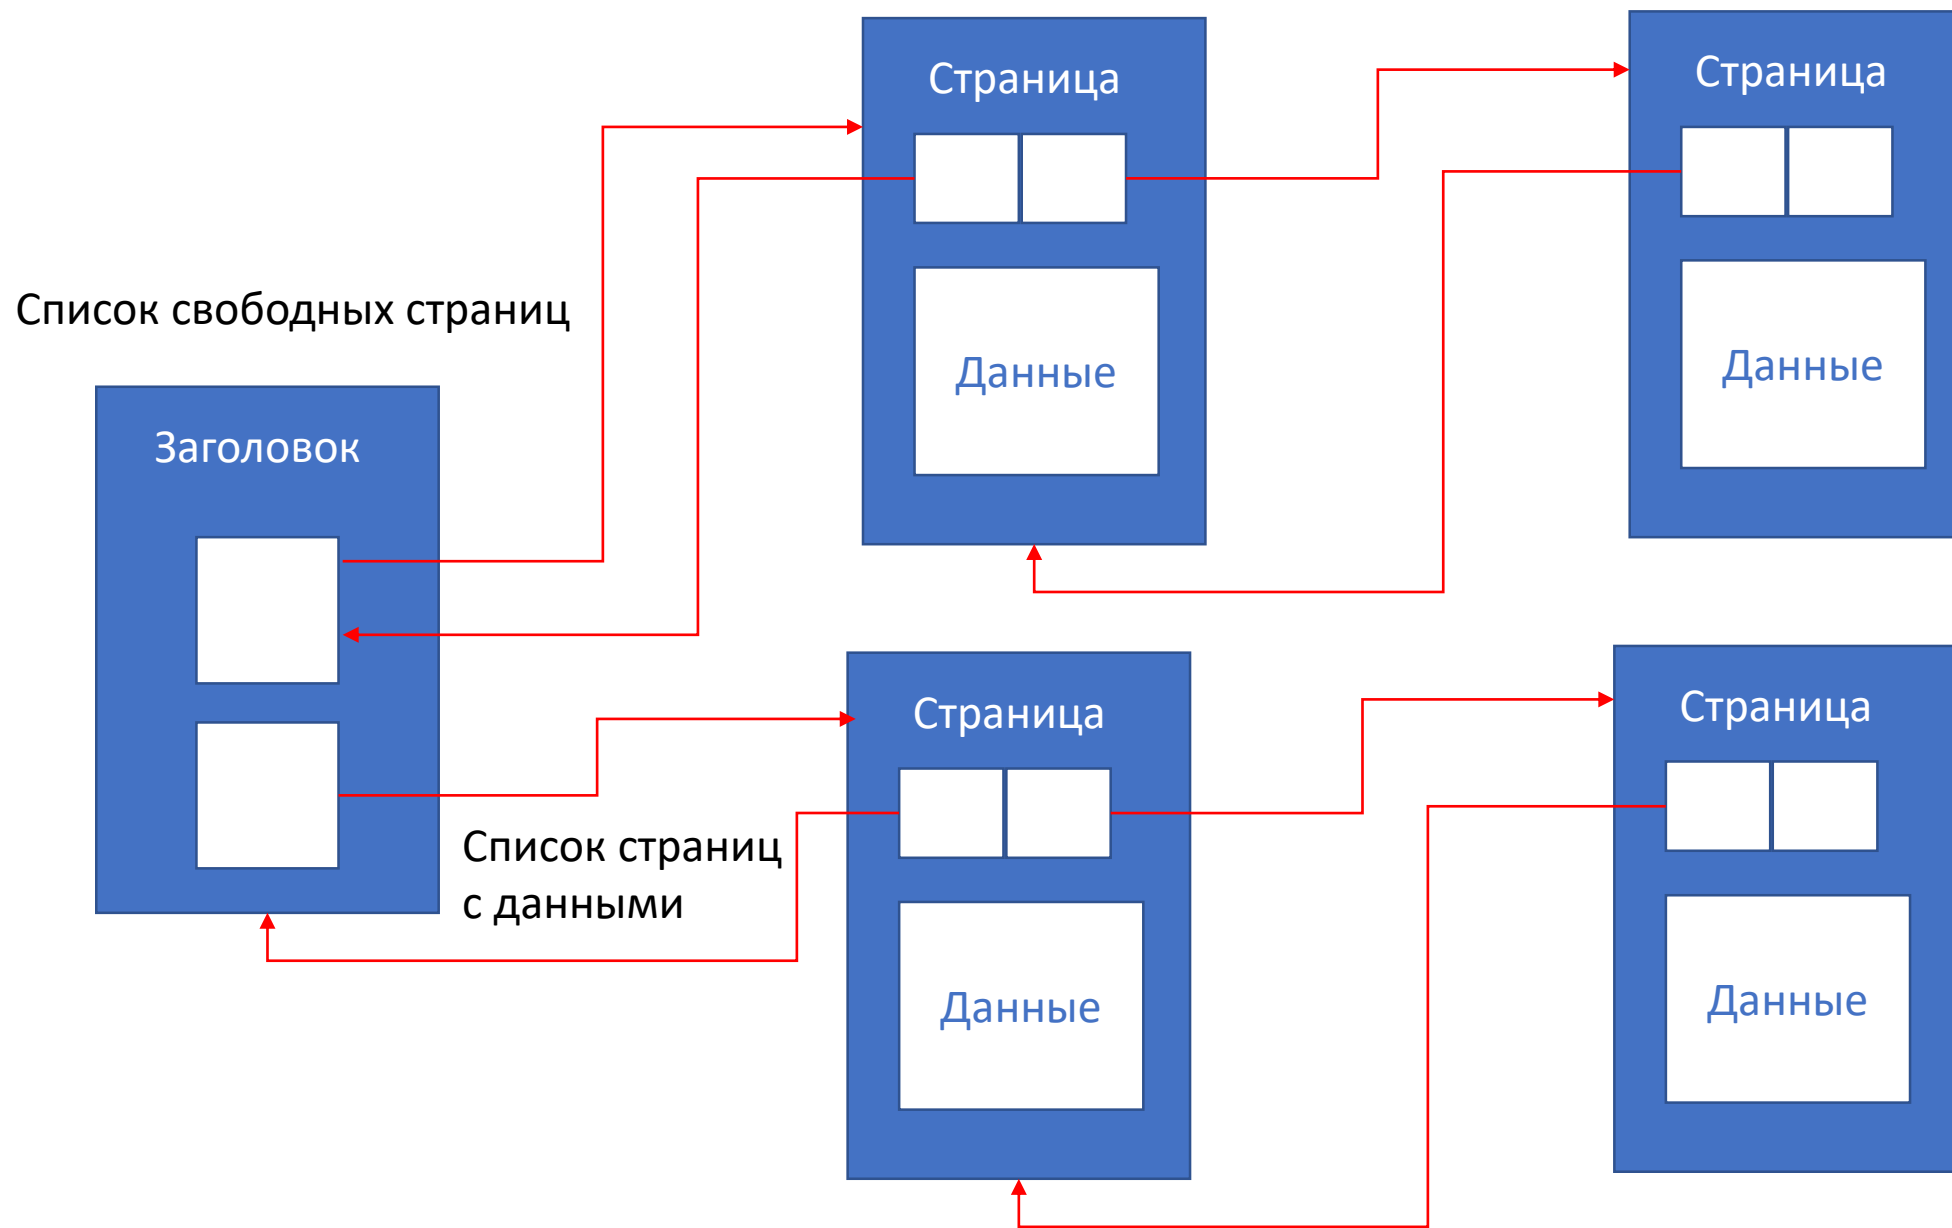 Страница
Страница
Данные
Данные
Список свободных страниц
Заголовок
Страница
Страница
Список страниц
с данными
Данные
Данные